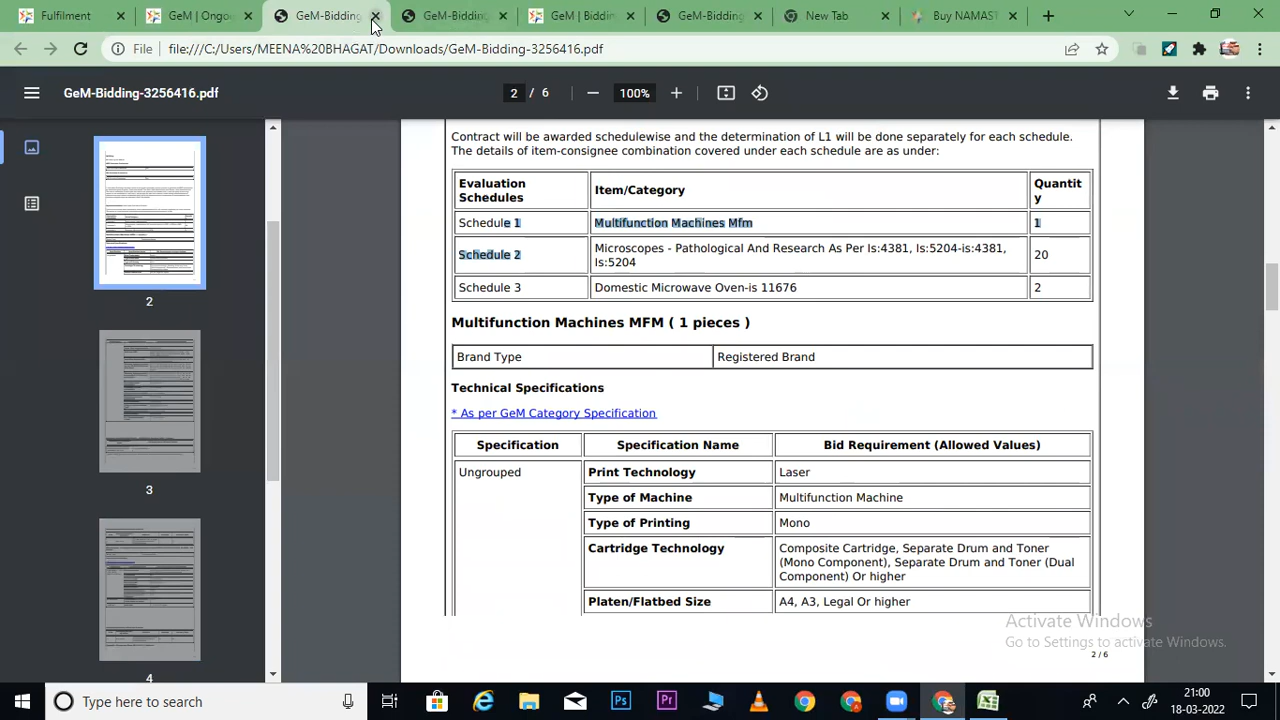 Fulfilment
GeM | Ongo
GeM-Bidding
GeM-Bidding
GeM | Bidding
GeM-Bidding
New Tab
Buy NAMAST
File
file:///C:/Users/MEENA%20BHAGAT/Downloads/GeM-Bidding-3256416.pdf
GeM-Bidding-3256416.pdf
2 / 6
100%
2
3
4
Contract will be awarded schedulewise and the determination of L1 will be done separately for each schedule.
The details of item-consignee combination covered under each schedule are as under:
Evaluation
Schedules
Item/Category
Quantit
y
Schedule 1
Multifunction Machines Mfm
1
Schedule 2
Microscopes - Pathological And Research As Per Is:4381, Is:5204-is:4381,
Is:5204
20
Schedule 3
Domestic Microwave Oven-is 11676
2
Multifunction Machines MFM ( 1 pieces )
Brand Type
Registered Brand
Technical Specifications
* As per GeM Category Specification
Specification
Specification Name
Bid Requirement (Allowed Values)
Ungrouped
Print Technology
Laser
Type of Machine
Multifunction Machine
Type of Printing
Mono
Cartridge Technology
Composite Cartridge, Separate Drum and Toner
(Mono Component), Separate Drum and Toner (Dual
Component) Or higher
Platen/Flatbed Size
A4, A3, Legal Or higher
Activate Windows
Go to Settings to activate Windows.
2 / 6
Type here to search
Ps
Pr
21:00
18-03-2022